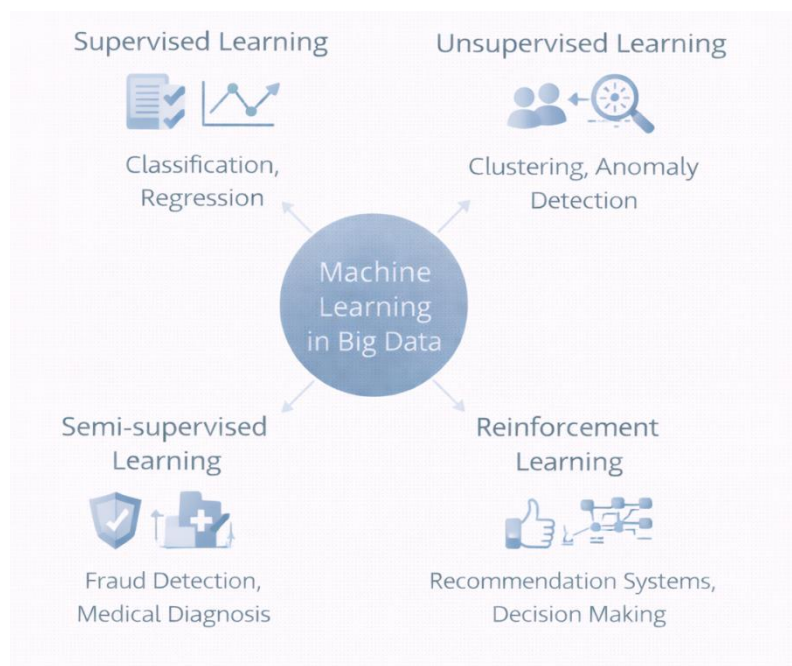 Supervised Learning
Classification,
Regression
Unsupervised Learning
Clustering, Anomaly
Detection
Machine
Learning
in Big Data
Semi-supervised
Learning
Fraud Detection,
Medical Diagnosis
Reinforcement
Learning
Recommendation Systems,
Decision Making